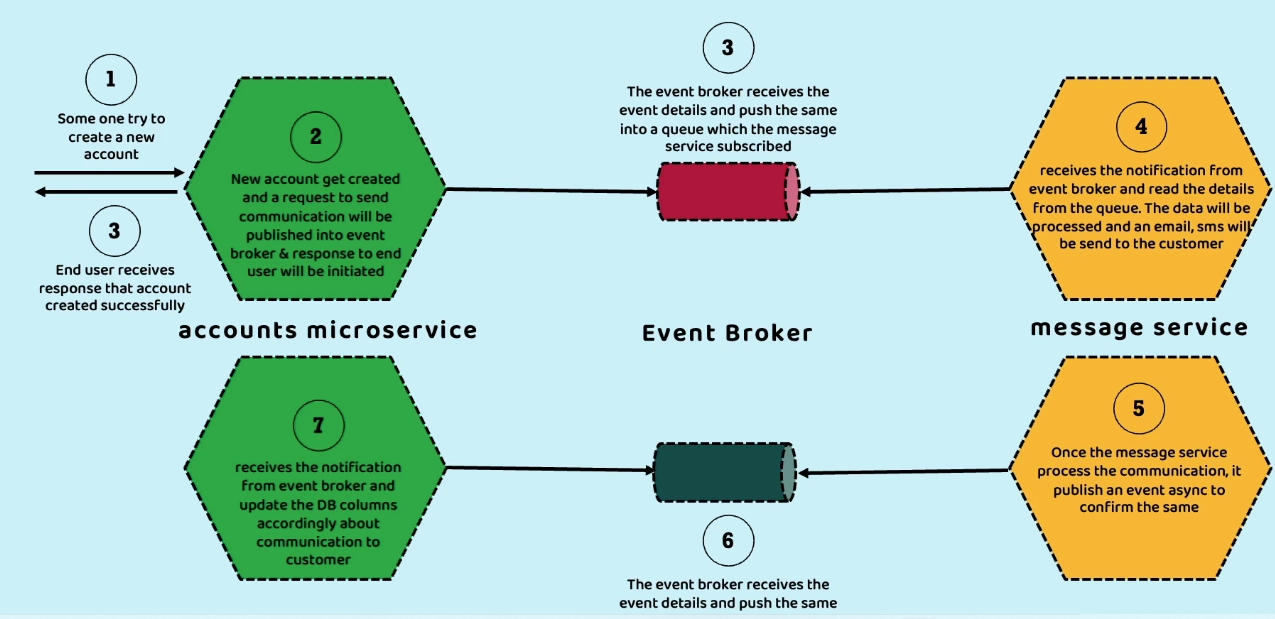 1
Some one try to
create a new
account
3
End user receives
response that account
created successfully
2
New account get created
and a request to send
communication will be
published into event
broker & response to end
user will be initiated
accounts microservice
3
The event broker receives the
event details and push the same
into a queue which the message
service subscribed
Event Broker
4
receives the notification from
event broker and read the details
from the queue. The data will be
processed and an email, sms will
be send to the customer
message service
7
receives the notification
from event broker and
update the DB columns
accordingly about
communication to
customer
6
The event broker receives the
event details and push the same
5
Once the message service
process the communication, it
publish an event async to
confirm the same